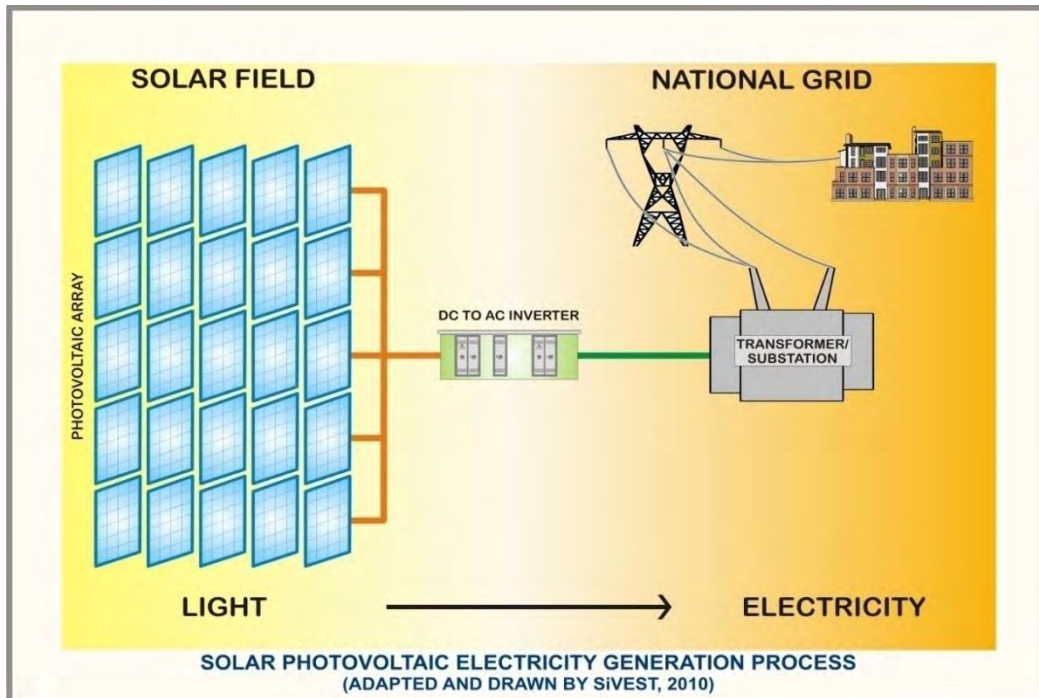 SOLAR FIELD
NATIONAL GRID
PHOTOVOLTAIC ARRAY
DC TO AC INVERTER
TRANSFORMER/
SUBSTATION
LIGHT
ELECTRICITY
SOLAR PHOTOVOLTAIC ELECTRICITY GENERATION PROCESS
(ADAPTED AND DRAWN BY SiVEST, 2010)